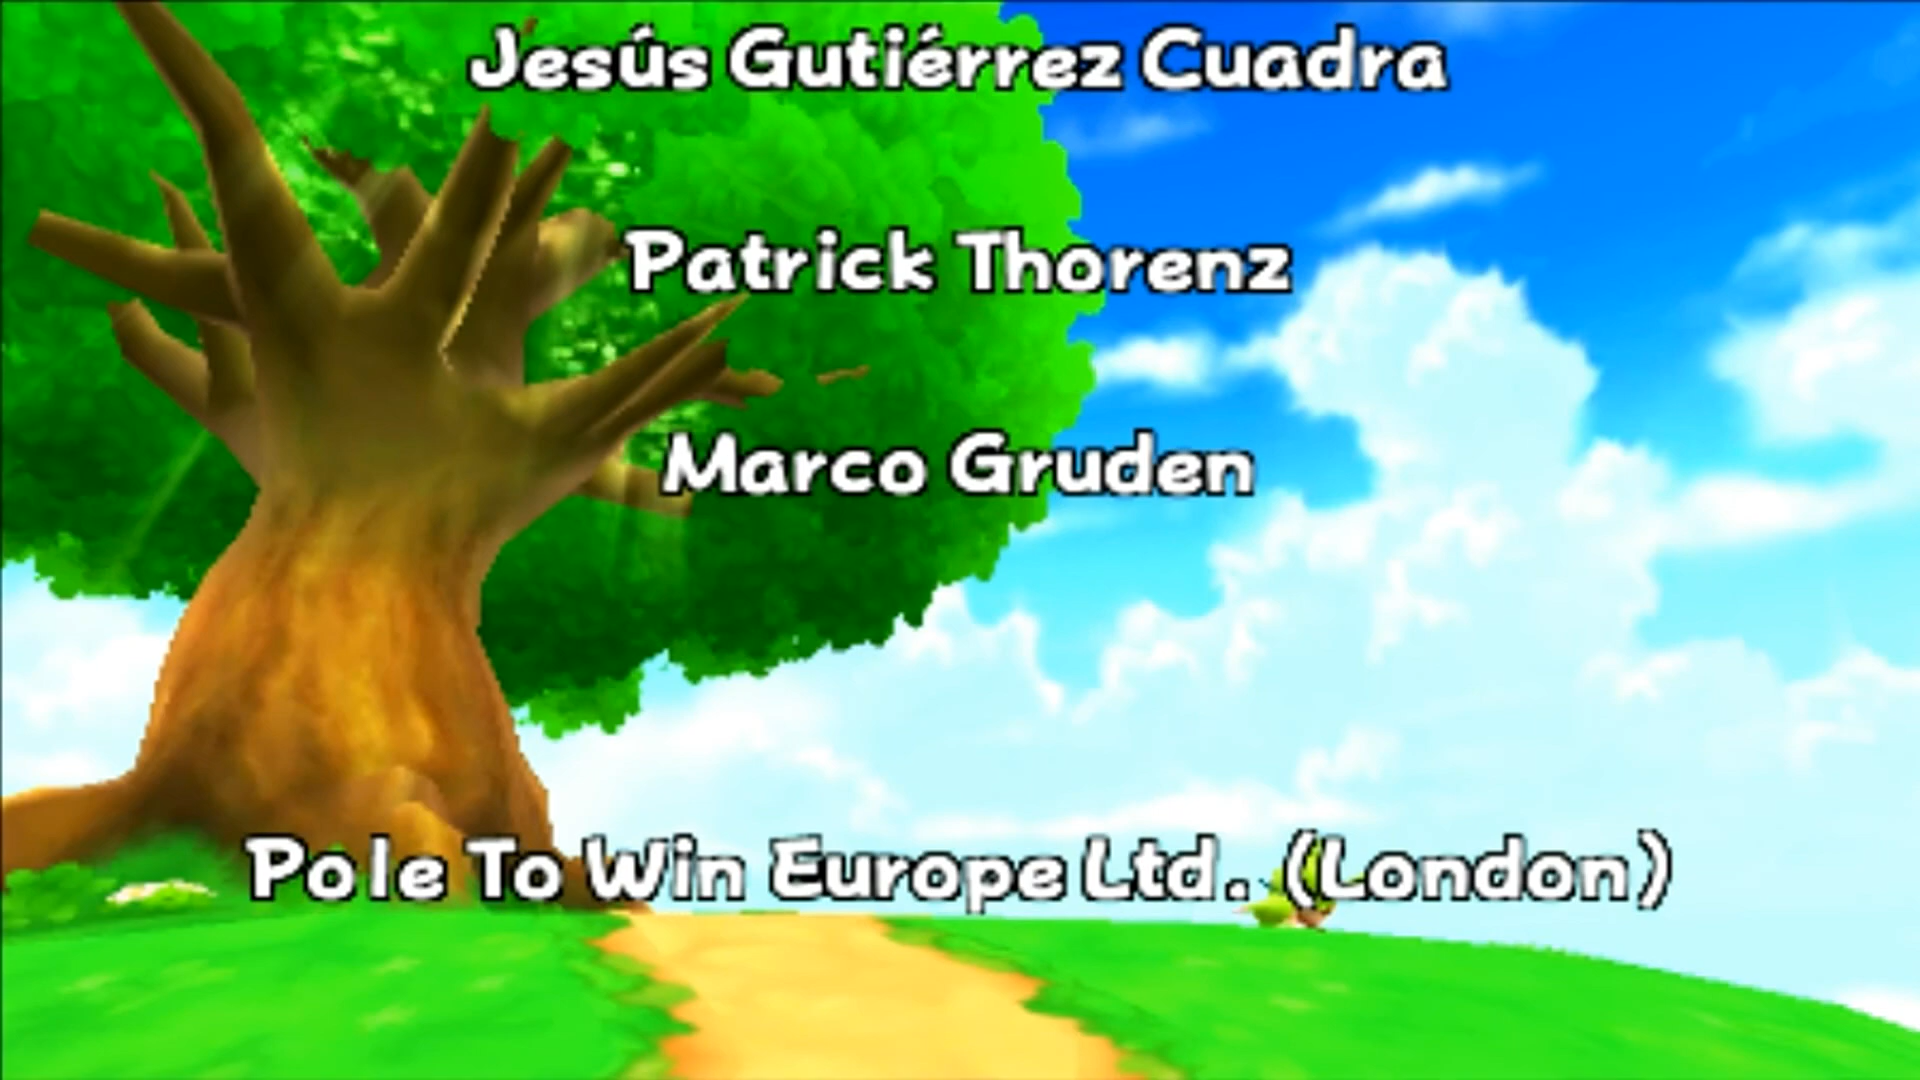 Jesús Gutiérrez Cuadra
Patrick Thorenz
Marco Gruden
Pole To Win Europe Ltd. (London)